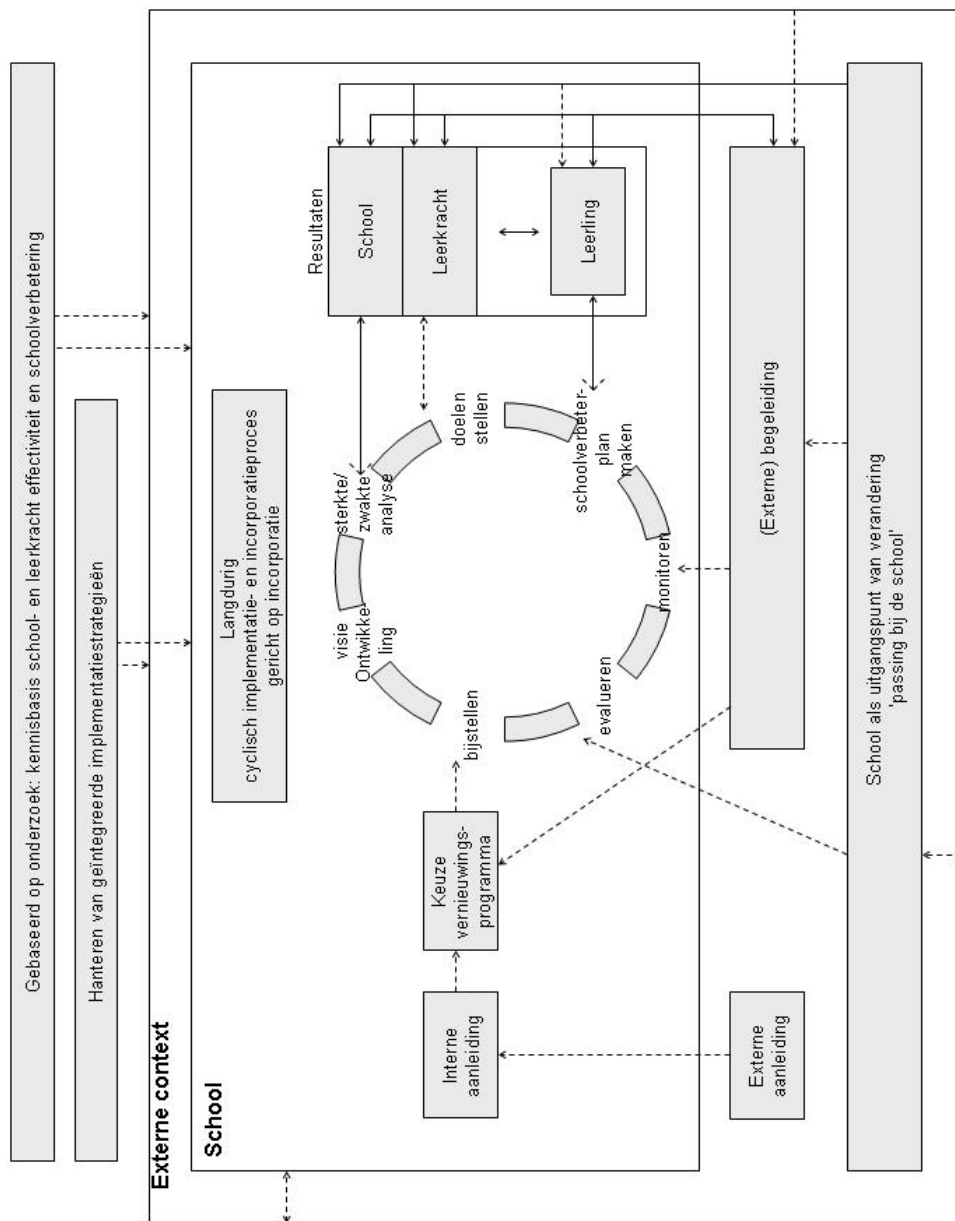 Gebaseerd op onderzoek: kennisbasis school- en leerkracht effectiviteit en schoolverbetering
Hanteren van geïntegreerde implementatiestrategieën
Externe context
School
Langdurig
cyclisch implementatie- en incorporatieproces
gericht op incorporatie
Interne
aanleiding
Keuze
vernieuwings-
programma
bijstellen
visie
Ontwikke-
ling
sterkte/
zwakte
analyse
doelen
stellen
schoolverbeter-
plan
maken
monitoren
evalueren
Resultaten
School
Leerkracht
Leerling
Externe
aanleiding
(Externe) begeleiding
School als uitgangspunt van verandering
'passing bij de school'